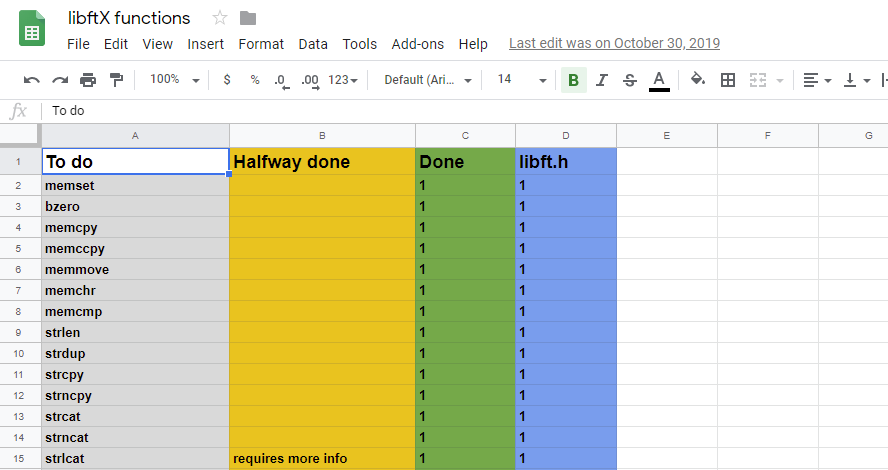 libftX functions
File Edit View Insert Format Data Tools Add-ons Help Last edit was on October 30, 2019
100% $ % .0 .00 123 Default (Ari... 14 B I S A
fx To do
A B C D E F G
1 To do Halfway done Done libft.h
2 memset 1 1
3 bzero 1 1
4 memcpy 1 1
5 memccpy 1 1
6 memmove 1 1
7 memchr 1 1
8 memcmp 1 1
9 strlen 1 1
10 strdup 1 1
11 strcpy 1 1
12 strncpy 1 1
13 strcat 1 1
14 strncat 1 1
15 strlcat requires more info 1 1